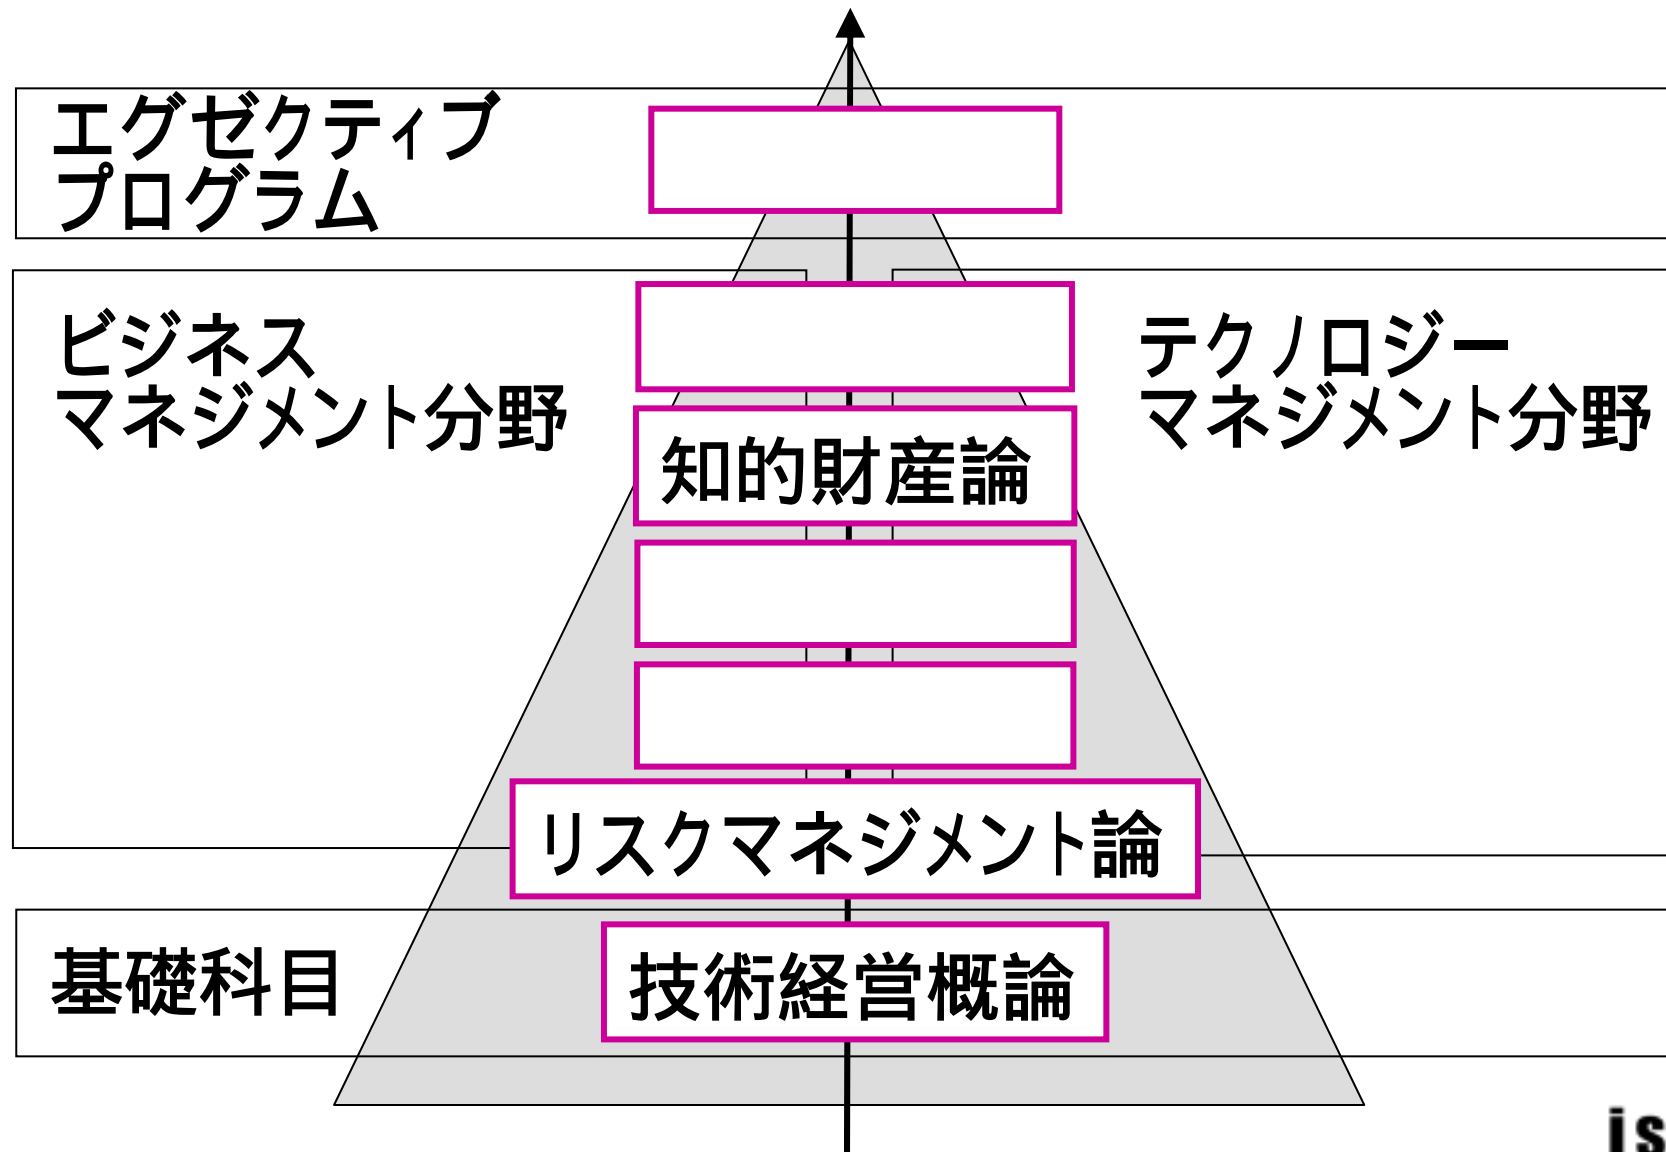 エグゼクティブ
プログラム
ビジネス
マネジメント分野
テクノロジー
マネジメント分野
知的財産論
リスクマネジメント論
基礎科目
技術経営概論
is